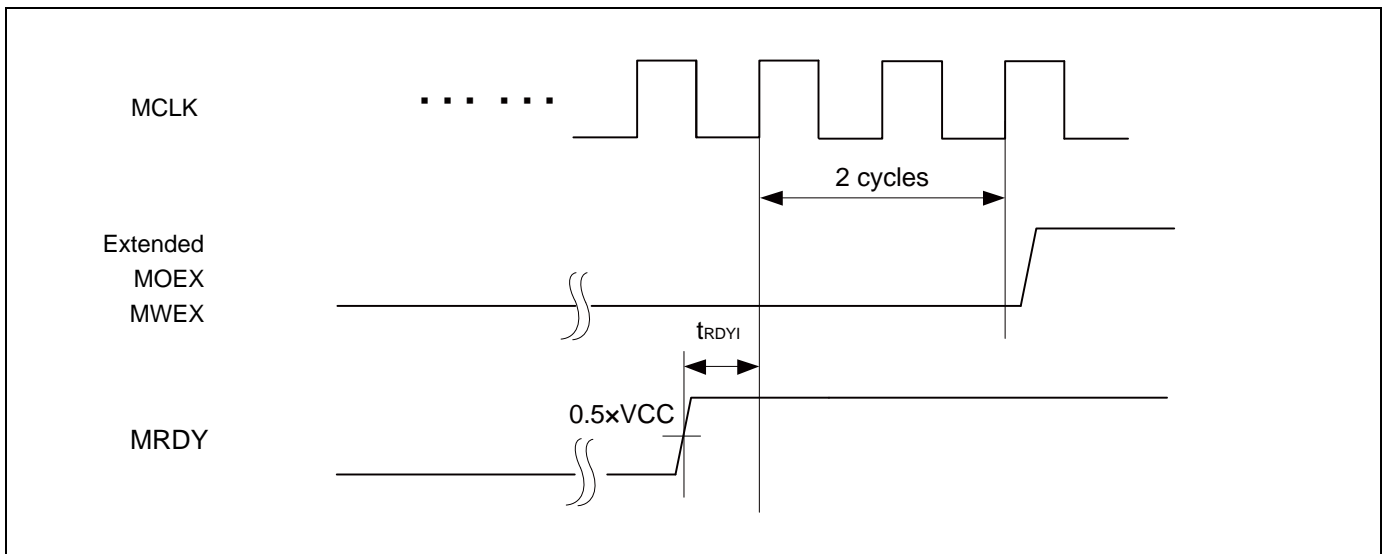 MCLK
... ...
2 cycles
Extended
MOEX
MWEX
tRDYI
0.5×VCC
MRDY